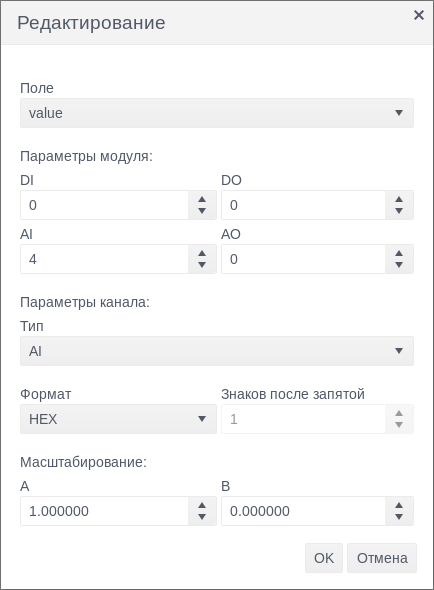 Редактирование
Поле
value
Параметры модуля:
DI DO
0 0
AI AO
4 0
Параметры канала:
Тип
AI
Формат Знаков после запятой
HEX 1
Масштабирование:
A B
1.000000 0.000000
OK Отмена